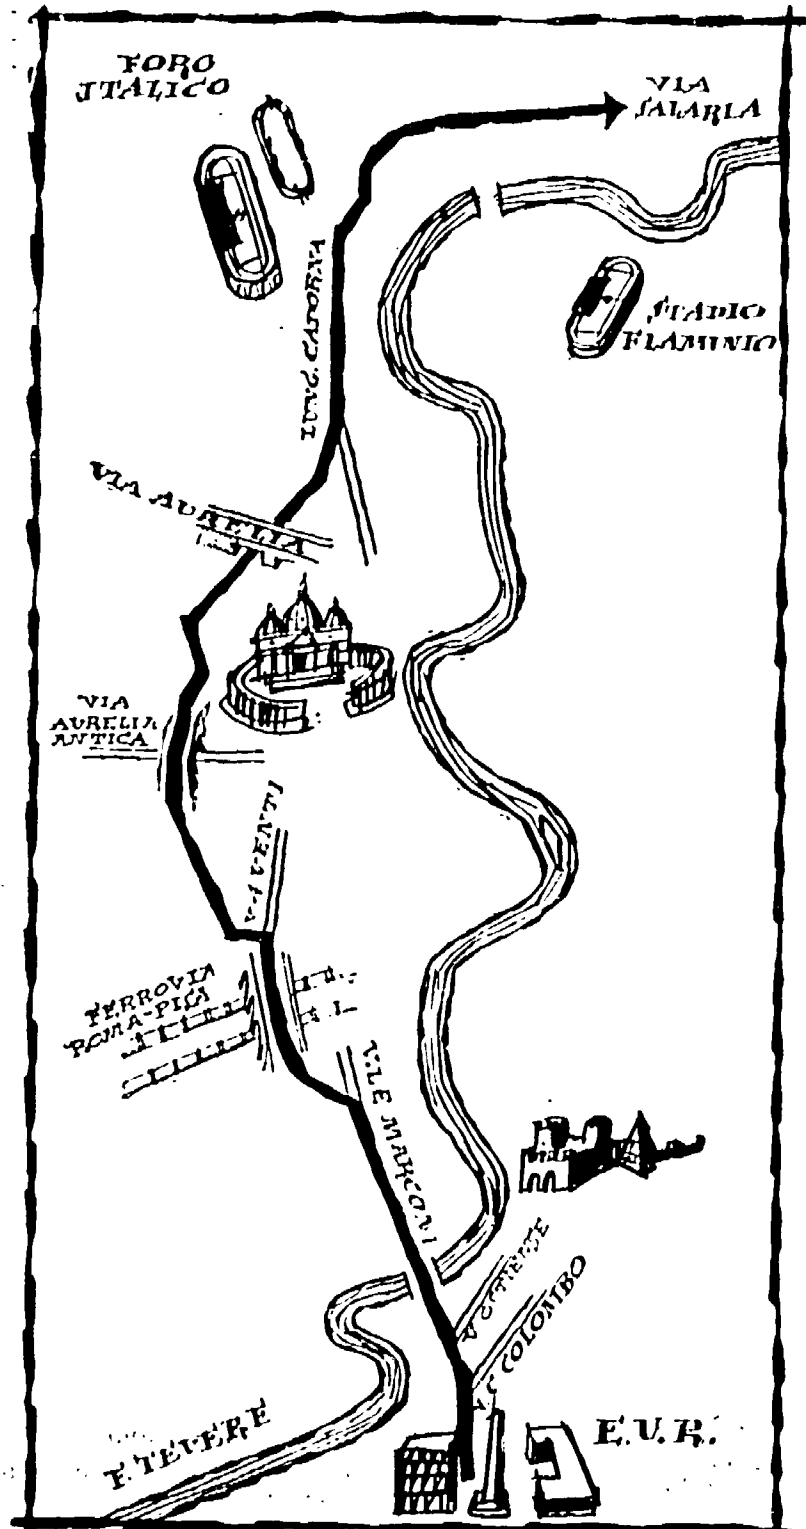 FORO
ITALICO
VIA
SALARIA
LUNG. CADORNA
STADIO
FLAMINIO
VIA AURELIA
VIA
AURELIA
ANTICA
FERROVIA
ROMA-PISA
V.LE MARCONI
V. C. COLOMBO
E.U.R.
F. TEVERE